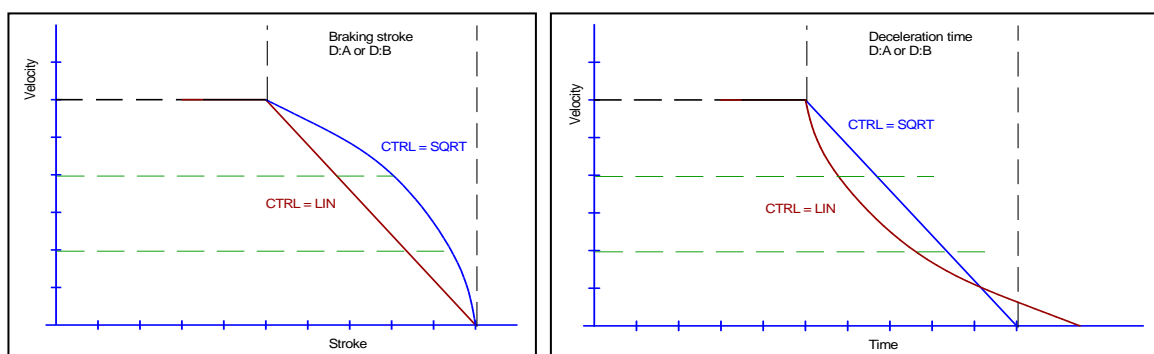 Braking stroke
D:A or D:B
Velocity
CTRL = SQRT
CTRL = LIN
Stroke
Deceleration time
D:A or D:B
Velocity
CTRL = SQRT
CTRL = LIN
Time